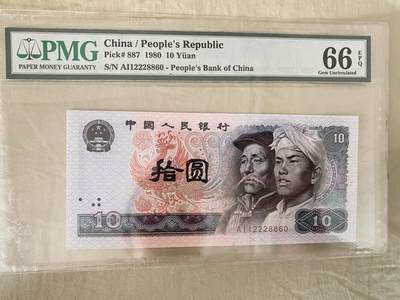 PMG
PAPER MONEY GUARANTY
China / People's Republic
Pick# 887 1980 10 Yüan
S/N AI12228860 - People's Bank of China
66 EPQ
Gem Uncirculated
中国人民银行
10
拾圆
10
10
AI12228860